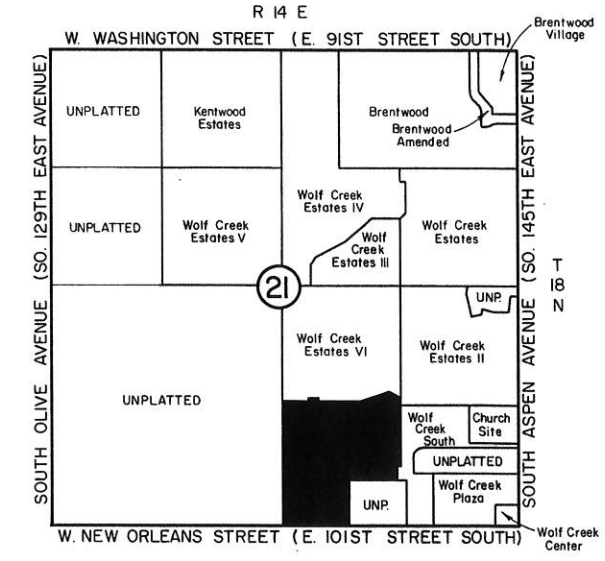 R 14 E
W. WASHINGTON STREET (E. 91ST STREET SOUTH)
Brentwood
Village
UNPLATTED
Kentwood
Estates
Brentwood
Brentwood
Amended
SOUTH OLIVE AVENUE (SO. 129TH EAST AVENUE)
SOUTH ASPEN AVENUE (SO. 145TH EAST AVENUE)
UNPLATTED
Wolf Creek
Estates V
Wolf Creek
Estates IV
Wolf
Creek
Estates III
Wolf Creek
Estates
T
18
N
21
UNP.
Wolf Creek
Estates VI
Wolf Creek
Estates II
UNPLATTED
Wolf
Creek
South
Church
Site
UNPLATTED
Wolf Creek
Plaza
UNP.
Wolf Creek
Center
W. NEW ORLEANS STREET (E. 101ST STREET SOUTH)